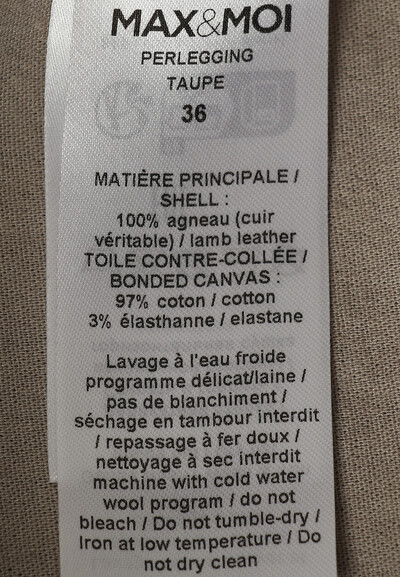 MAX&MOI
PERLEGGING
TAUPE
36
MATIÈRE PRINCIPALE /
SHELL :
100% agneau (cuir
véritable) / lamb leather
TOILE CONTRE-COLLÉE /
BONDED CANVAS :
97% coton / cotton
3% élasthanne / elastane
Lavage à l'eau froide
programme délicat/laine /
pas de blanchiment /
séchage en tambour interdit
/ repassage à fer doux /
nettoyage à sec interdit
machine with cold water
wool program / do not
bleach / Do not tumble-dry /
Iron at low temperature / Do
not dry clean